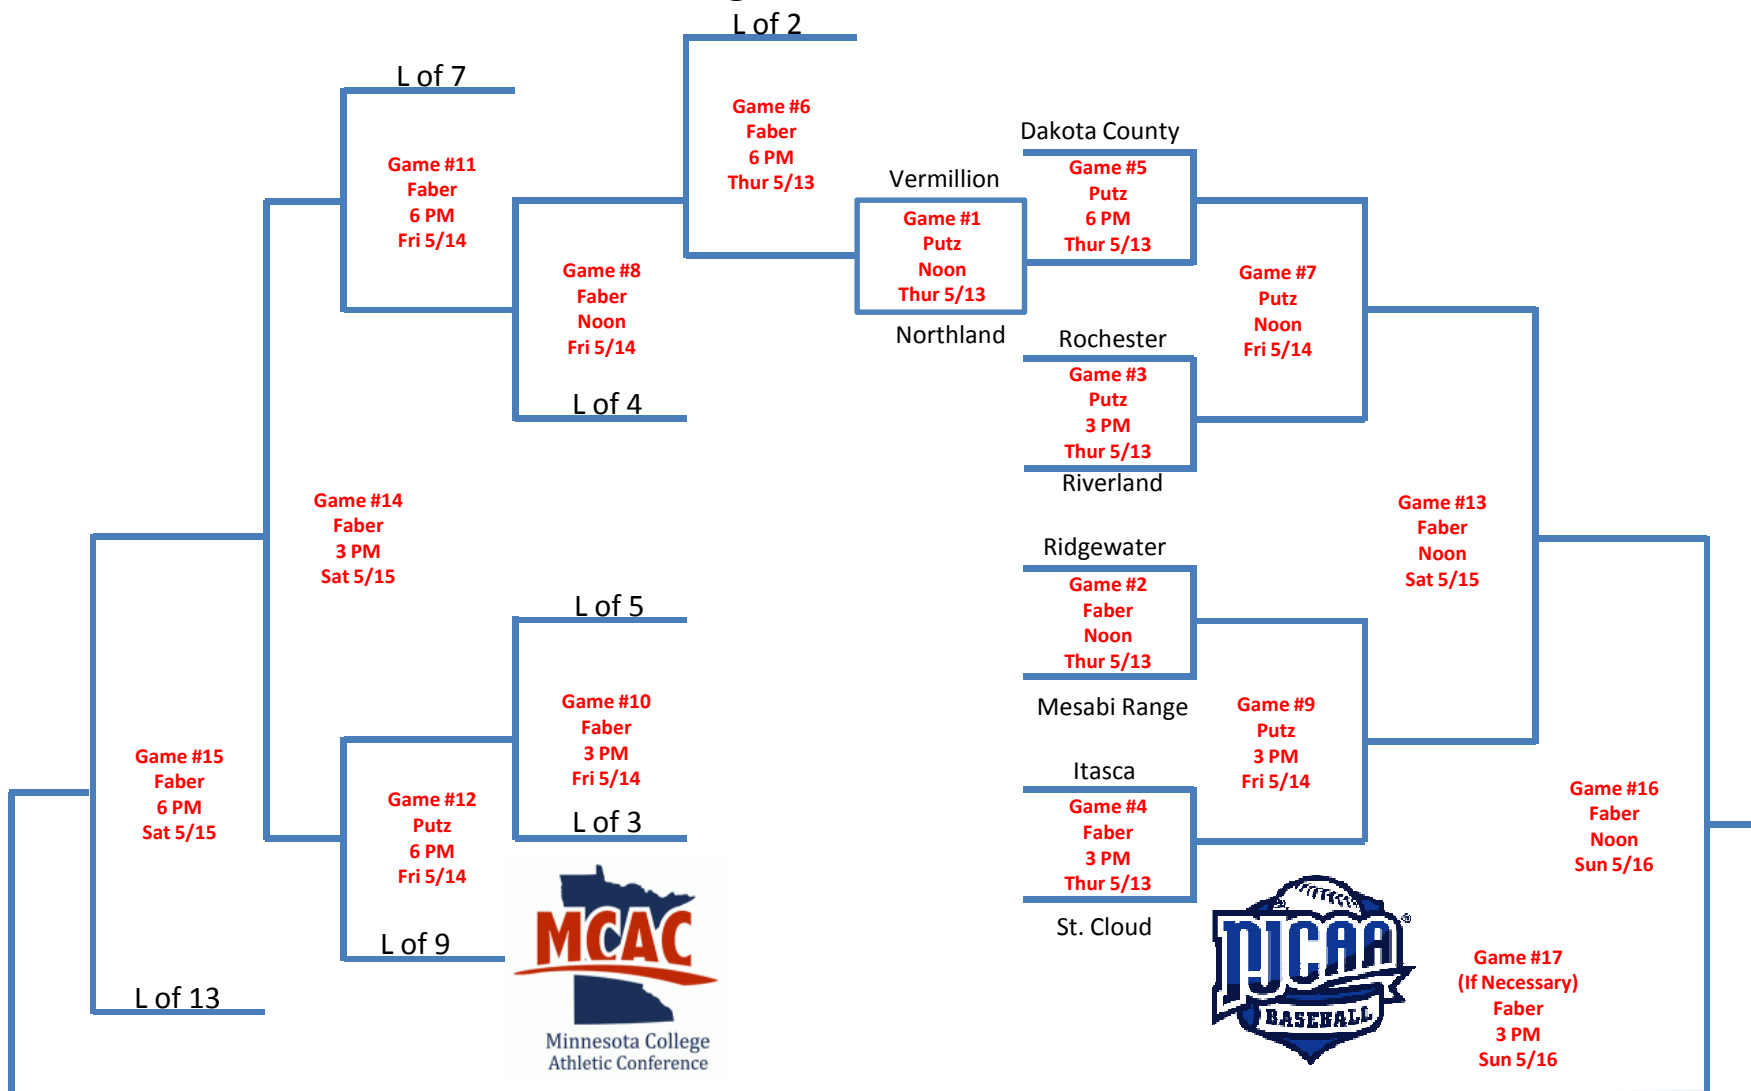 L of 2
L of 7
Game #6
Faber
6 PM
Thur 5/13
Dakota County
Game #11
Faber
6 PM
Fri 5/14
Game #5
Putz
6 PM
Thur 5/13
Vermillion
Game #1
Putz
Noon
Thur 5/13
Northland
Game #8
Faber
Noon
Fri 5/14
Game #7
Putz
Noon
Fri 5/14
Rochester
Game #3
Putz
3 PM
Thur 5/13
Riverland
L of 4
Game #14
Faber
3 PM
Sat 5/15
Game #13
Faber
Noon
Sat 5/15
Ridgewater
Game #2
Faber
Noon
Thur 5/13
Mesabi Range
L of 5
Game #10
Faber
3 PM
Fri 5/14
L of 3
Game #9
Putz
3 PM
Fri 5/14
Game #15
Faber
6 PM
Sat 5/15
Itasca
Game #4
Faber
3 PM
Thur 5/13
St. Cloud
Game #12
Putz
6 PM
Fri 5/14
L of 9
Game #16
Faber
Noon
Sun 5/16
L of 13
MCAC
Minnesota College
Athletic Conference
NJCAA
®
BASEBALL
Game #17
(If Necessary)
Faber
3 PM
Sun 5/16